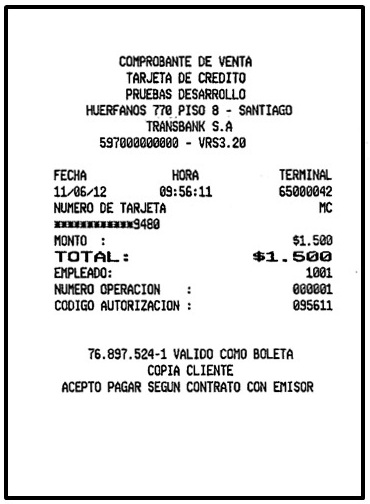 COMPROBANTE DE VENTA
TARJETA DE CREDITO
PRUEBAS DESARROLLO
HUERFANOS 770 PISO 8 - SANTIAGO
TRANSBANK S.A
597000000000 - VRS3.20
FECHA HORA TERMINAL
11/06/12 09:56:11 65000042
NUMERO DE TARJETA MC
************9480
MONTO : $1.500
TOTAL: $1.500
EMPLEADO: 1001
NUMERO OPERACION : 000001
CODIGO AUTORIZACION : 095611
76.897.524-1 VALIDO COMO BOLETA
COPIA CLIENTE
ACEPTO PAGAR SEGUN CONTRATO CON EMISOR